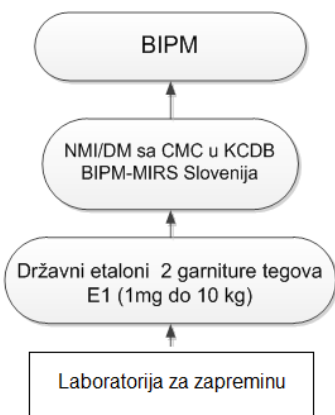 BIPM
NMI/DM sa CMC u KCDB
BIPM-MIRS Slovenija
Državni etaloni 2 garniture tegova
E1 (1mg do 10 kg)
Laboratorija za zapreminu